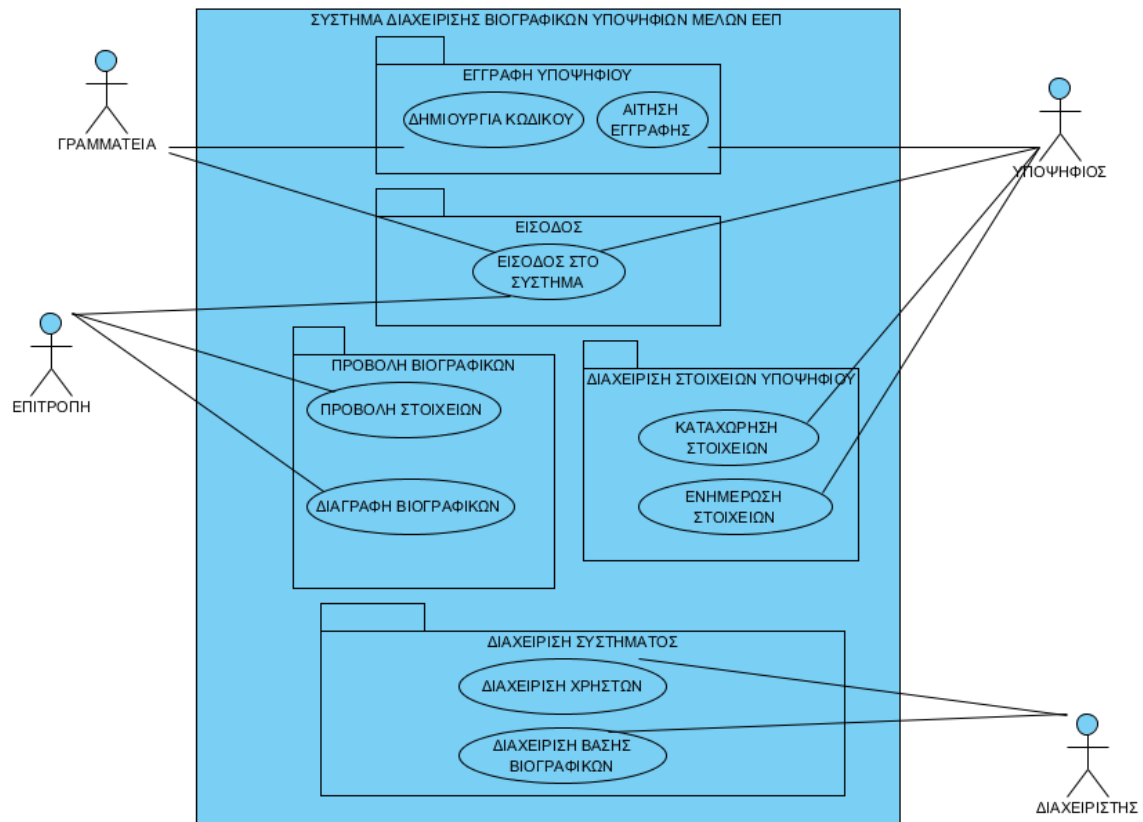 ΣΥΣΤΗΜΑ ΔΙΑΧΕΙΡΙΣΗΣ ΒΙΟΓΡΑΦΙΚΩΝ ΥΠΟΨΗΦΙΩΝ ΜΕΛΩΝ ΕΕΠ
ΕΓΓΡΑΦΗ ΥΠΟΨΗΦΙΟΥ
ΔΗΜΙΟΥΡΓΙΑ ΚΩΔΙΚΟΥ
ΑΙΤΗΣΗ
ΕΓΓΡΑΦΗΣ
ΓΡΑΜΜΑΤΕΙΑ
ΥΠΟΨΗΦΙΟΣ
ΕΙΣΟΔΟΣ
ΕΙΣΟΔΟΣ ΣΤΟ
ΣΥΣΤΗΜΑ
ΕΠΙΤΡΟΠΗ
ΠΡΟΒΟΛΗ ΒΙΟΓΡΑΦΙΚΩΝ
ΠΡΟΒΟΛΗ ΣΤΟΙΧΕΙΩΝ
ΔΙΑΓΡΑΦΗ ΒΙΟΓΡΑΦΙΚΩΝ
ΔΙΑΧΕΙΡΙΣΗ ΣΤΟΙΧΕΙΩΝ ΥΠΟΨΗΦΙΟΥ
ΚΑΤΑΧΩΡΗΣΗ
ΣΤΟΙΧΕΙΩΝ
ΕΝΗΜΕΡΩΣΗ
ΣΤΟΙΧΕΙΩΝ
ΔΙΑΧΕΙΡΙΣΗ ΣΥΣΤΗΜΑΤΟΣ
ΔΙΑΧΕΙΡΙΣΗ ΧΡΗΣΤΩΝ
ΔΙΑΧΕΙΡΙΣΗ ΒΑΣΗΣ
ΒΙΟΓΡΑΦΙΚΩΝ
ΔΙΑΧΕΙΡΙΣΤΗΣ